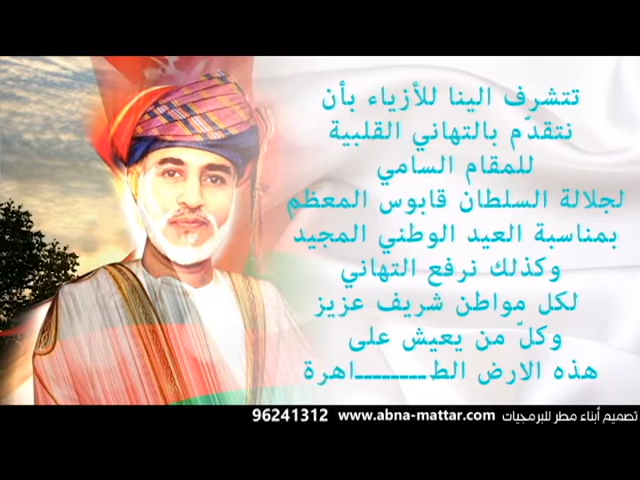 تتشرف الينا للأزياء بأن
نتقدّم بالتهاني القلبية
للمقام السامي
لجلالة السلطان قابوس المعظم
بمناسبة العيد الوطني المجيد
وكذلك نرفع التهاني
لكل مواطن شريف عزيز
وكلّ من يعيش على
هذه الارض الطـــــــــاهرة
تصميم أبناء مطر للبرمجيات www.abna-mattar.com 96241312